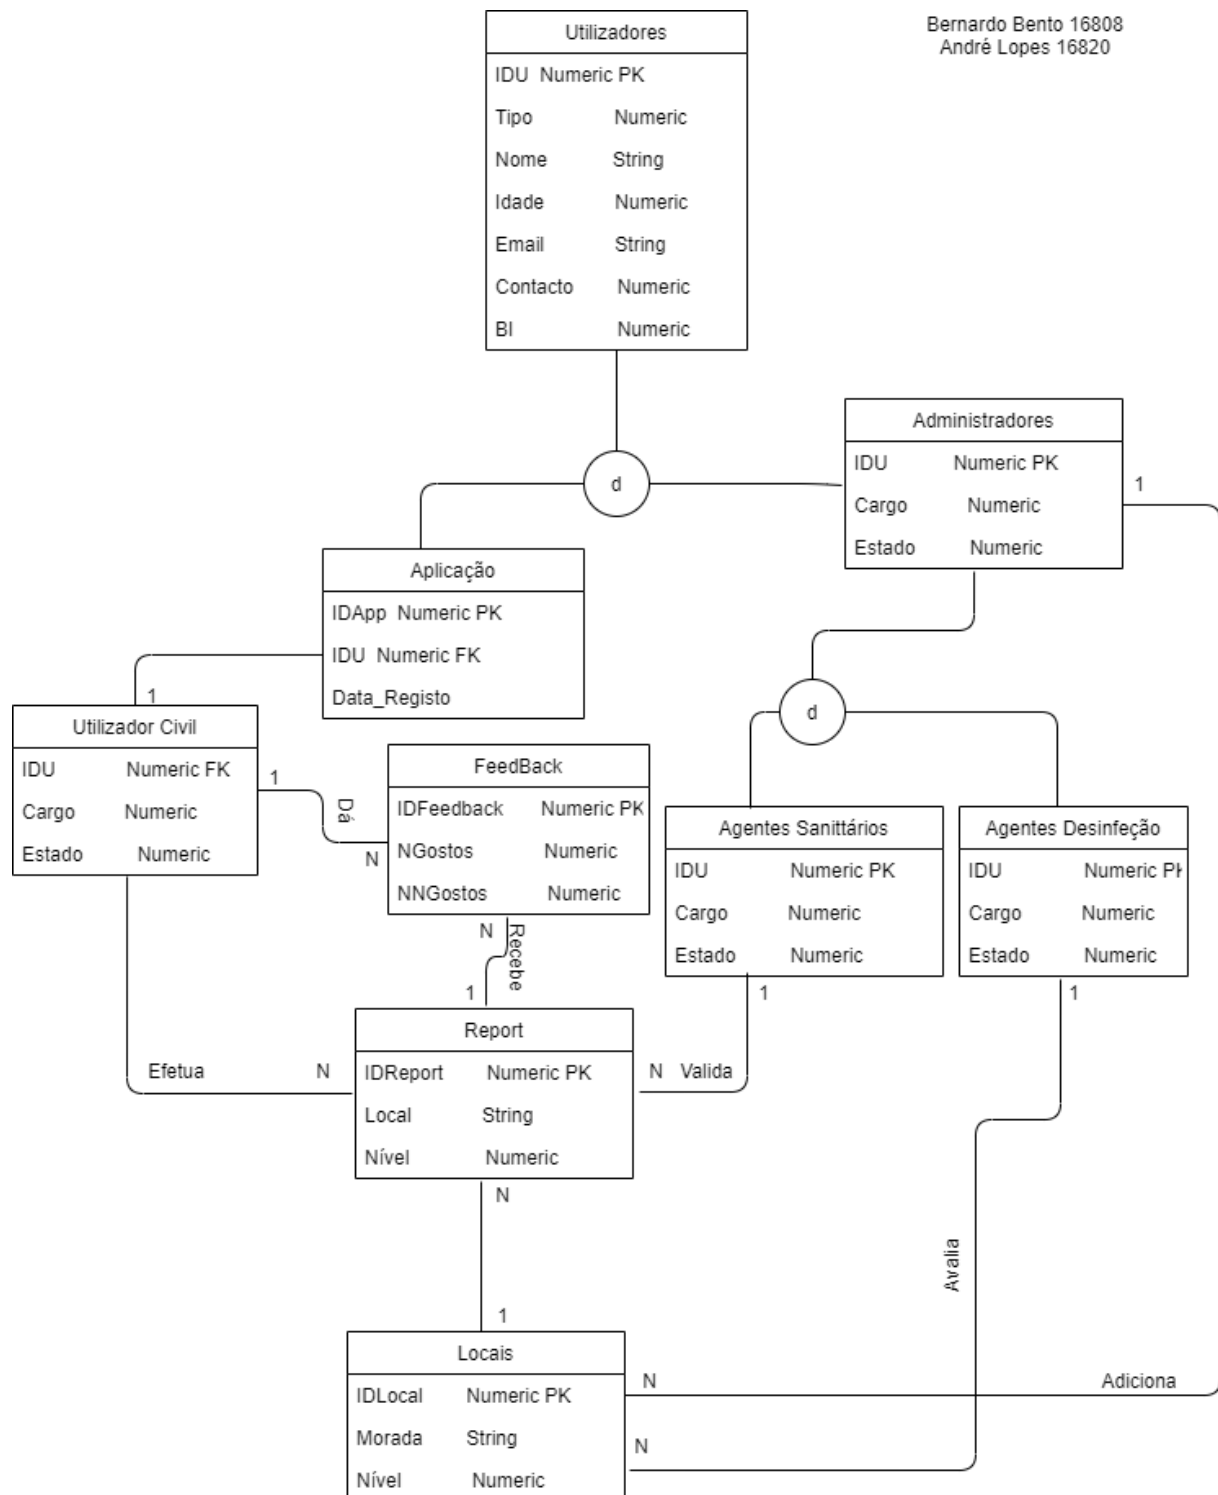 Bernardo Bento 16808
André Lopes 16820
Utilizadores
IDU Numeric PK
Tipo Numeric
Nome String
Idade Numeric
Email String
Contacto Numeric
BI Numeric
d
Administradores
IDU Numeric PK
Cargo Numeric
Estado Numeric
1
Aplicação
IDApp Numeric PK
IDU Numeric FK
Data_Registo
1
Utilizador Civil
IDU Numeric FK
Cargo Numeric
Estado Numeric
1
Dá
N
FeedBack
IDFeedback Numeric PK
NGostos Numeric
NNGostos Numeric
d
Agentes Sanittários
IDU Numeric PK
Cargo Numeric
Estado Numeric
Agentes Desinfeção
IDU Numeric PK
Cargo Numeric
Estado Numeric
N
Recebe
1
1
1
Report
IDReport Numeric PK
Local String
Nível Numeric
Efetua
N
N
Valida
N
1
Avalia
Locais
IDLocal Numeric PK
Morada String
Nível Numeric
N
Adiciona
N